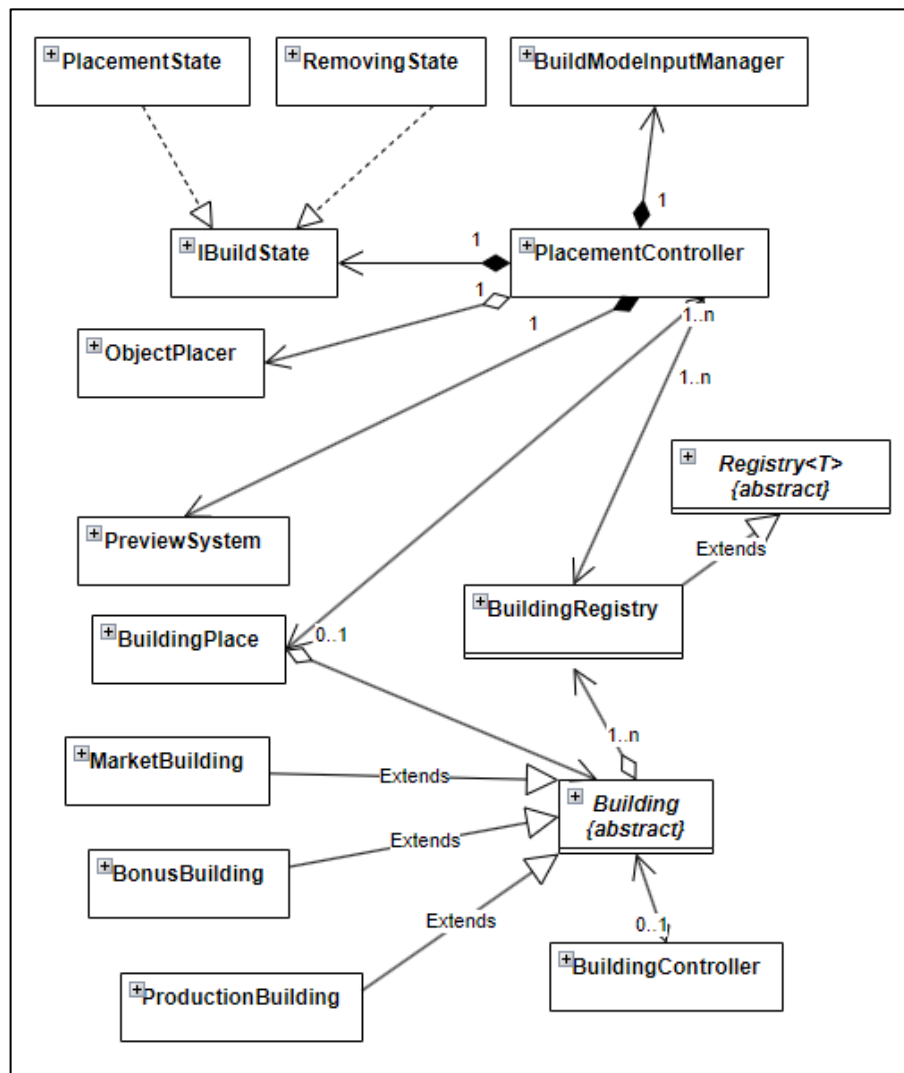 PlacementState
RemovingState
BuildModeInputManager
1
IBuildState
1
PlacementController
1
1
1..n
ObjectPlacer
1..n
Registry<T>
{abstract}
PreviewSystem
Extends
BuildingRegistry
BuildingPlace
0..1
1..n
MarketBuilding
Extends
Building
{abstract}
Extends
BonusBuilding
Extends
0..1
BuildingController
ProductionBuilding